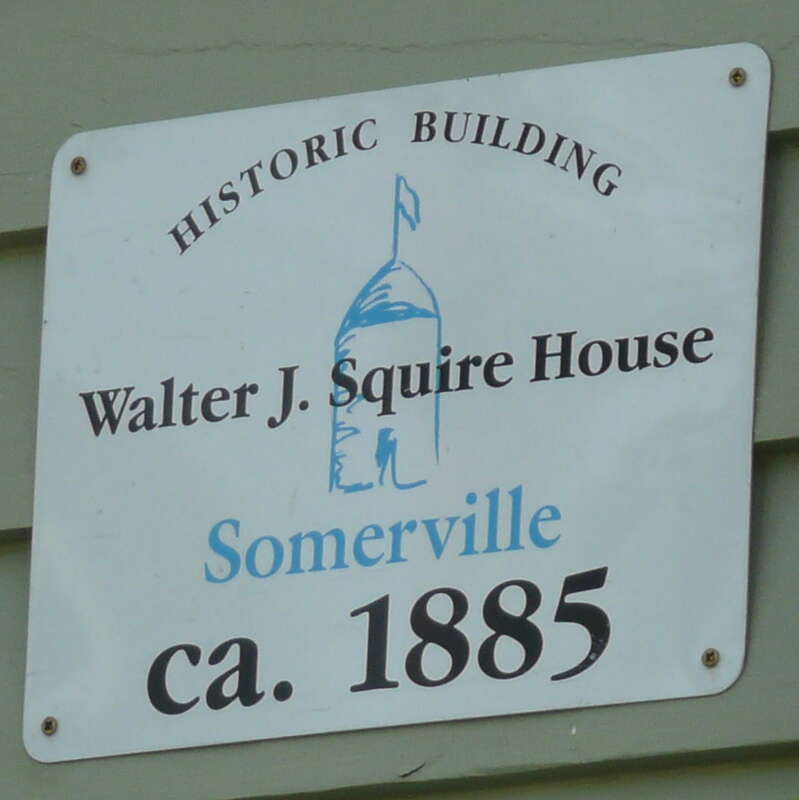 HISTORIC BUILDING
Walter J. Squire House
Somerville
ca. 1885